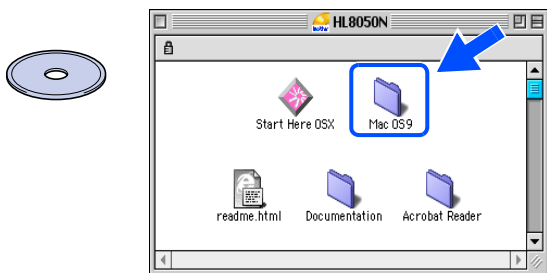 HL8050N
Start Here OSX
Mac OS9
readme.html
Documentation
Acrobat Reader